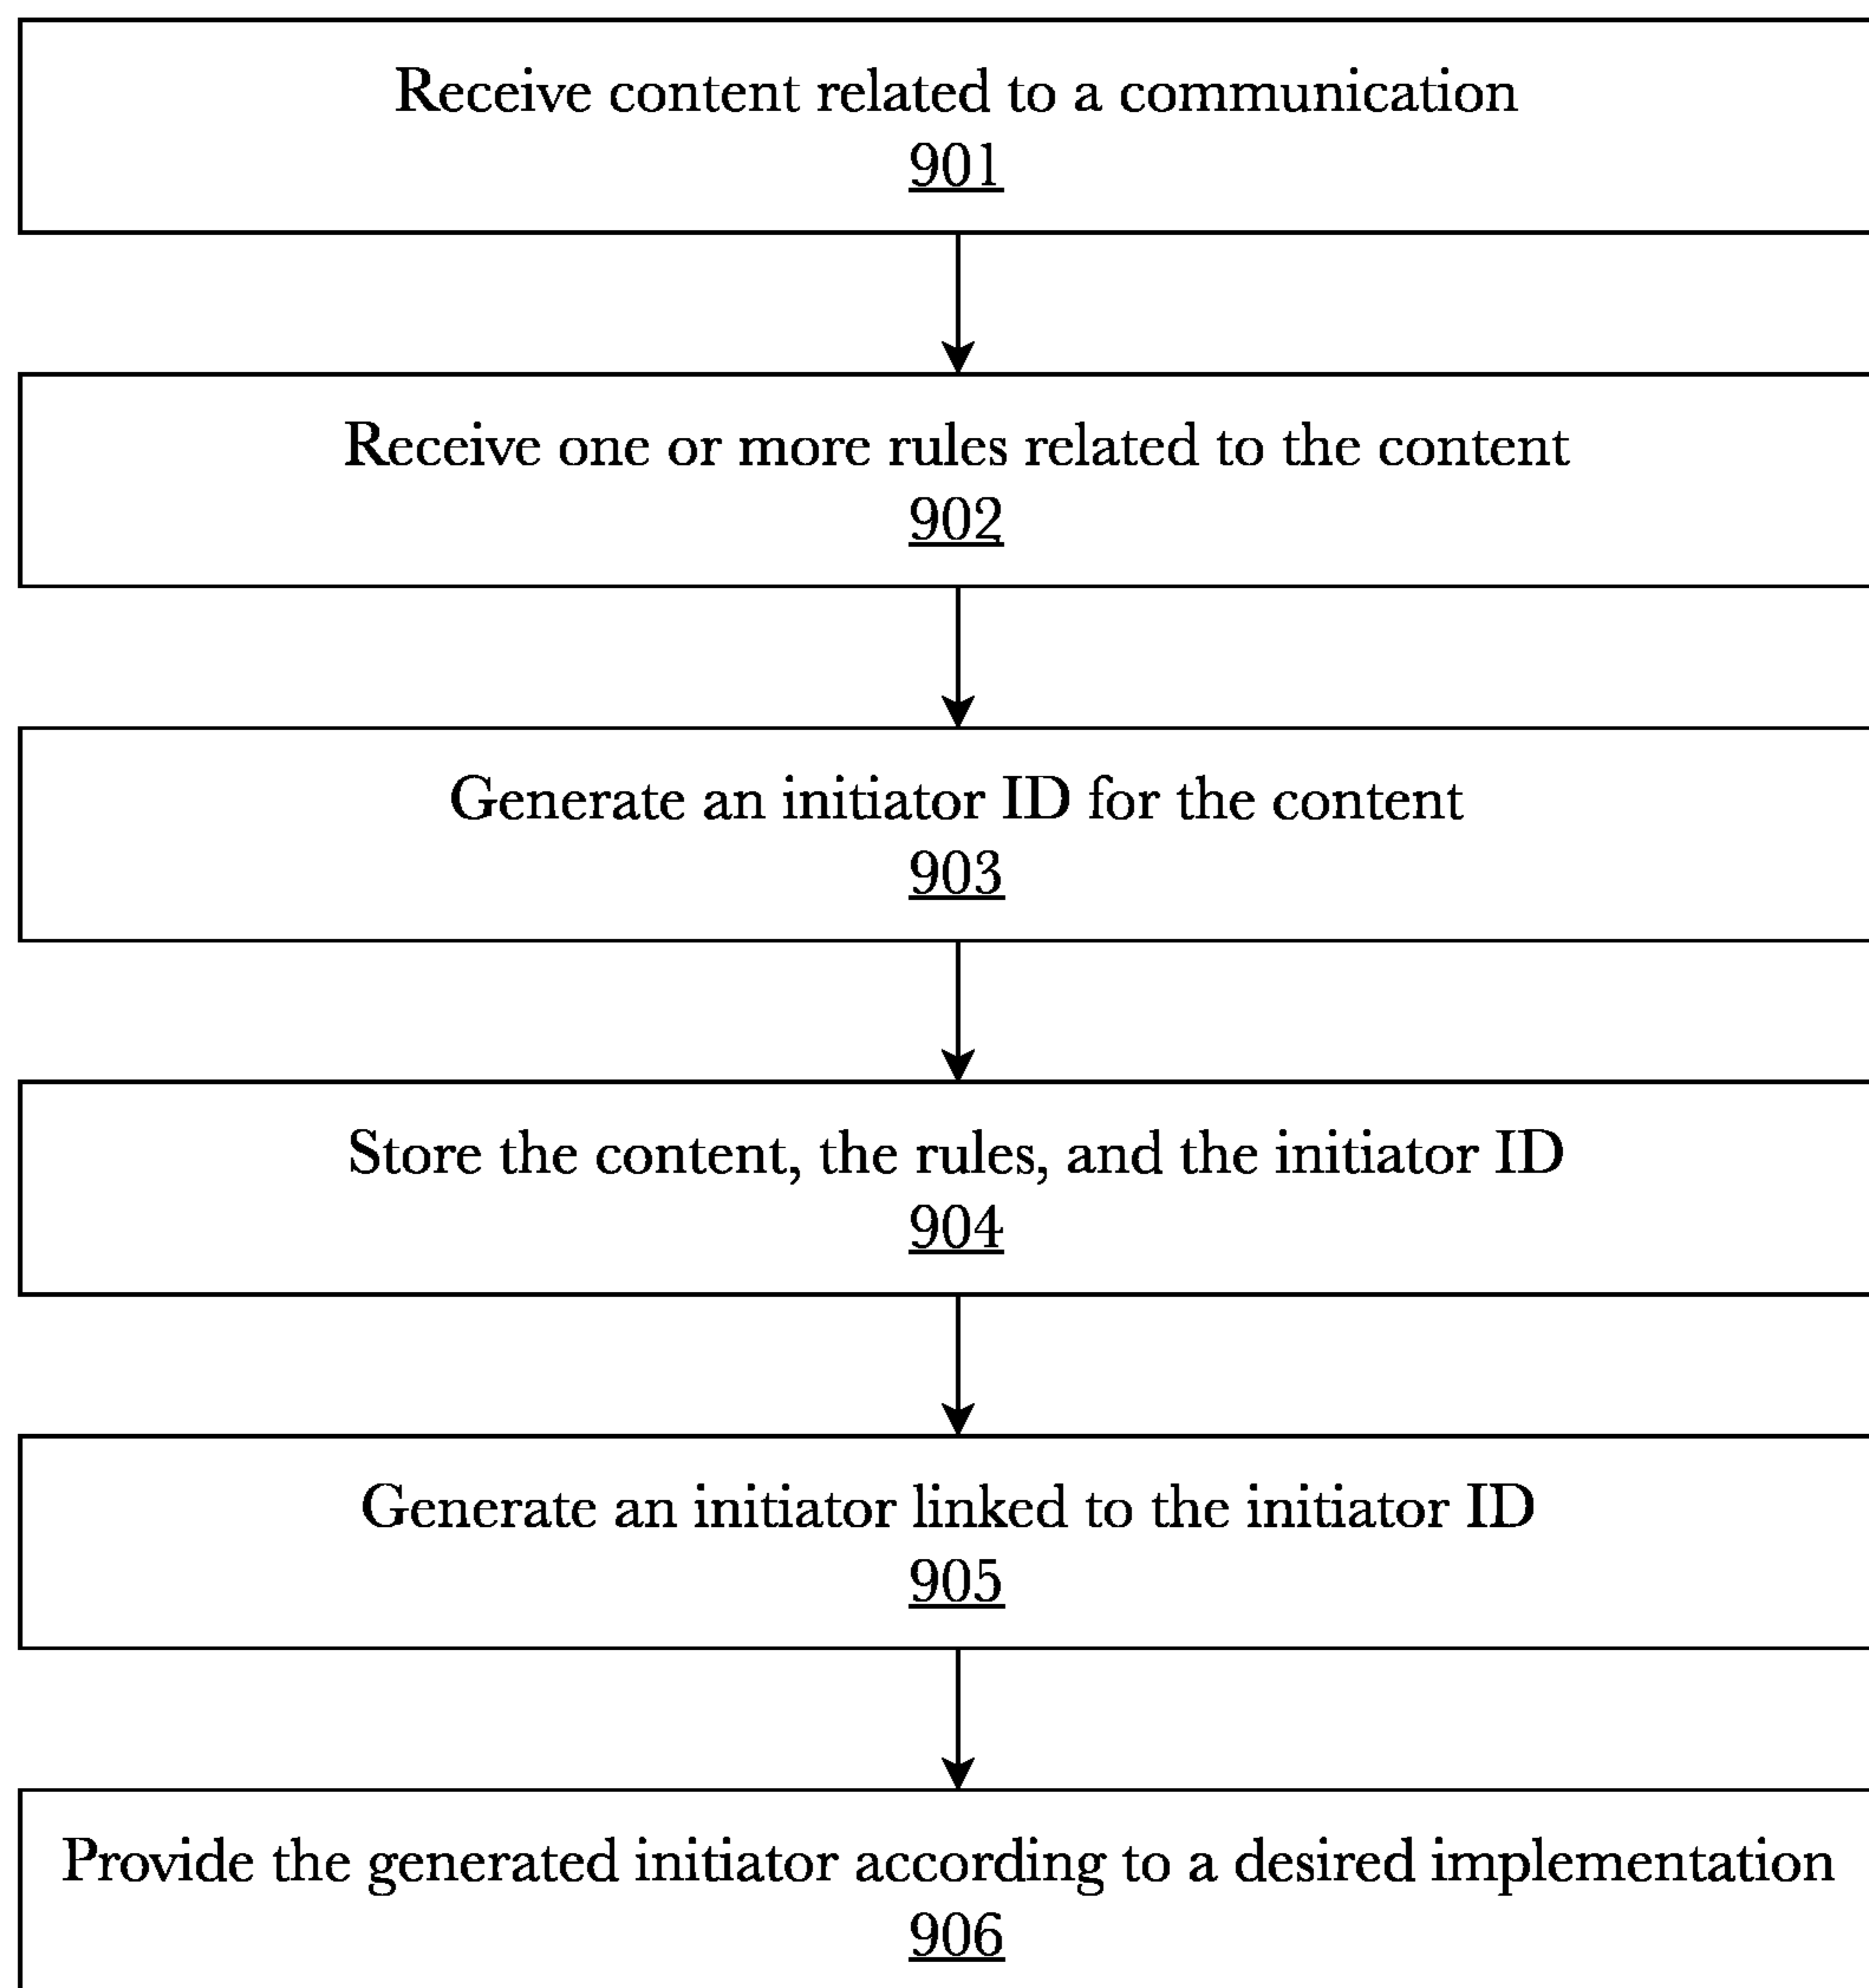 Receive content related to a communication
901
Receive one or more rules related to the content
902
Generate an initiator ID for the content
903
Store the content, the rules, and the initiator ID
904
Generate an initiator linked to the initiator ID
905
Provide the generated initiator according to a desired implementation
906